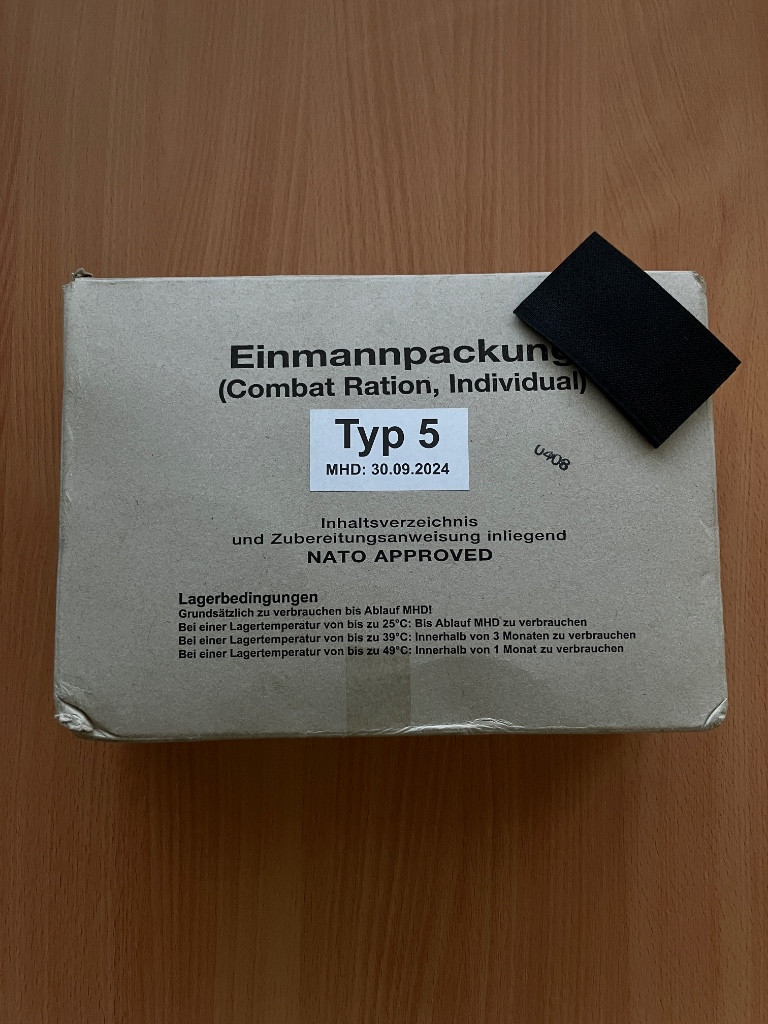 Einmannpackung
(Combat Ration, Individual)
Typ 5
MHD: 30.09.2024
0408
Inhaltsverzeichnis
und Zubereitungsanweisung inliegend
NATO APPROVED
Lagerbedingungen
Grundsätzlich zu verbrauchen bis Ablauf MHD!
Bei einer Lagertemperatur von bis zu 25°C: Bis Ablauf MHD zu verbrauchen
Bei einer Lagertemperatur von bis zu 39°C: Innerhalb von 3 Monaten zu verbrauchen
Bei einer Lagertemperatur von bis zu 49°C: Innerhalb von 1 Monat zu verbrauchen